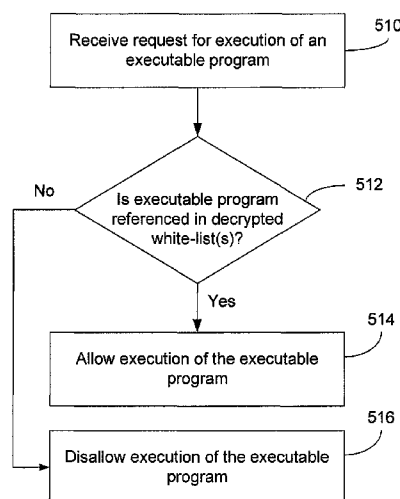 Receive request for execution of an
executable program
510
Is executable program
referenced in decrypted
white-list(s)?
512
No
Yes
Allow execution of the executable
program
514
Disallow execution of the executable
program
516